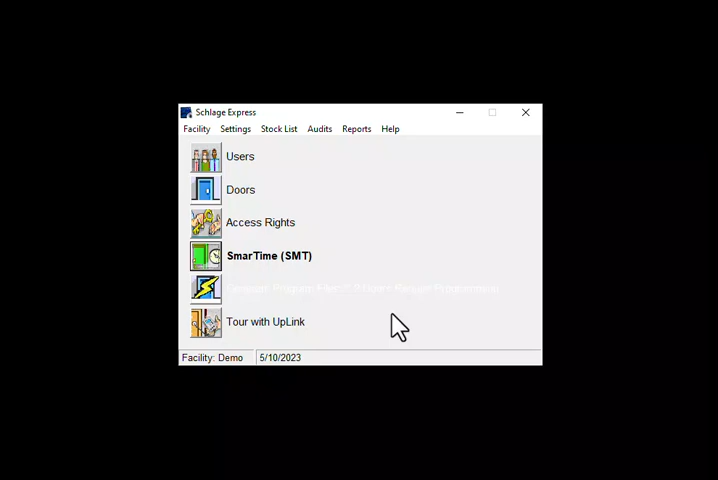 Schlage Express
Facility Settings Stock List Audits Reports Help
Users
Doors
Access Rights
SmarTime (SMT)
Tour with UpLink
Facility: Demo 5/10/2023